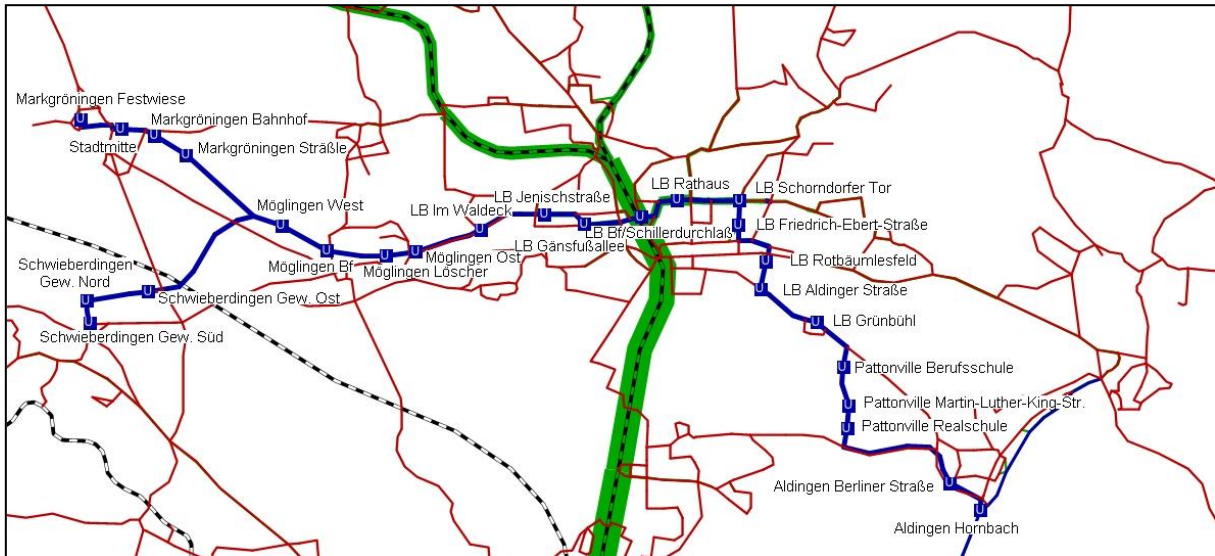 Markgröningen Festwiese
Markgröningen Bahnhof
Stadtmitte
Markgröningen Sträßle
Möglingen West
LB Im Waldeck
LB Jenischstraße
LB Rathaus
LB Schorndorfer Tor
LB Friedrich-Ebert-Straße
LB Bf/Schillerdurchlaß
LB Gänsfußallee
Möglingen Ost
Möglingen Löscher
Möglingen Bf
Schwieberdingen
Gew. Nord
Schwieberdingen Gew. Ost
Schwieberdingen Gew. Süd
LB Rotbäumlesfeld
LB Aldinger Straße
LB Grünbühl
Pattonville Berufsschule
Pattonville Martin-Luther-King-Str.
Pattonville Realschule
Aldingen Berliner Straße
Aldingen Hornbach